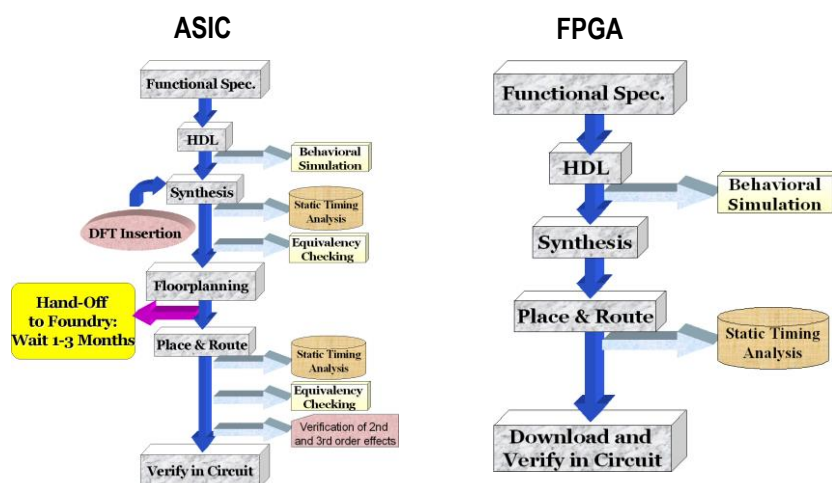 ASIC
Functional Spec.
HDL
Behavioral
Simulation
Synthesis
DFT Insertion
Static Timing
Analysis
Equivalency
Checking
Floorplanning
Hand-Off
to Foundry:
Wait 1-3 Months
Place & Route
Static Timing
Analysis
Equivalency
Checking
Verification of 2nd
and 3rd order effects
Verify in Circuit
FPGA
Functional Spec.
HDL
Behavioral
Simulation
Synthesis
Place & Route
Static Timing
Analysis
Download and
Verify in Circuit